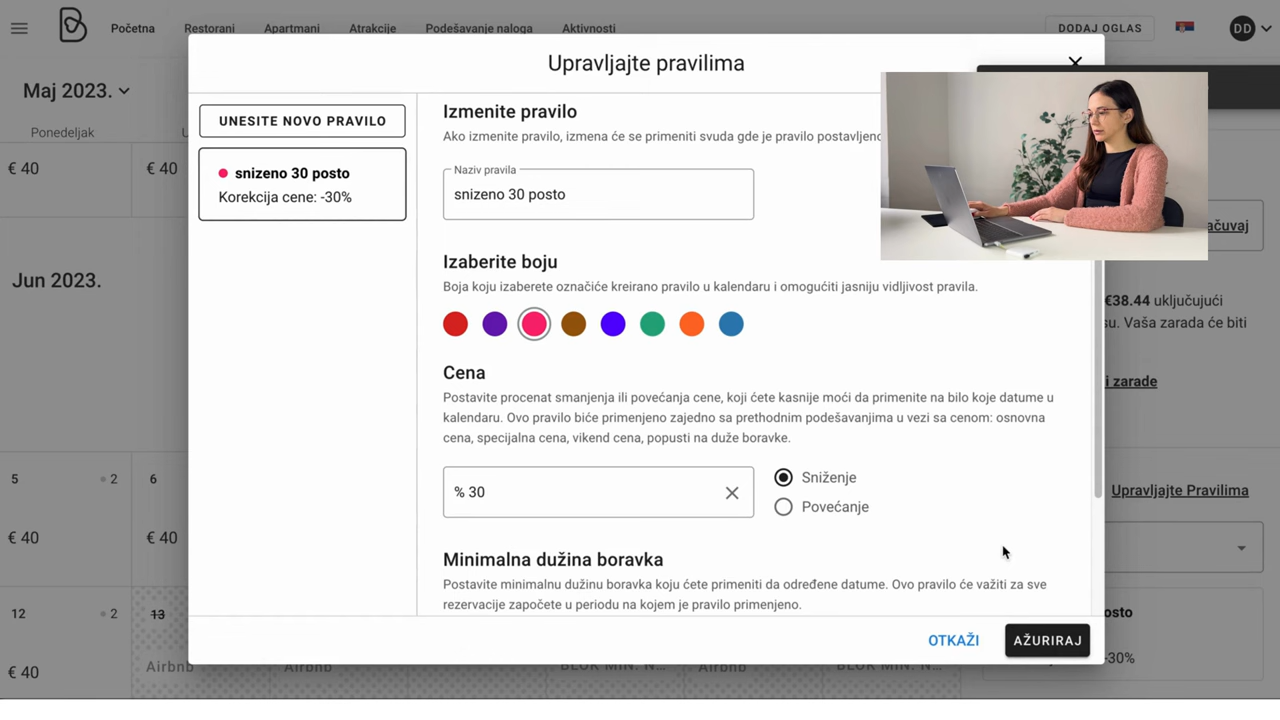 Početna
Restorani
Apartmani
Atrakcije
Podešavanje naloga
Aktivnosti
DODAJ OGLAS
DD
Upravljajte pravilima
Maj 2023.
Ponedeljak
€ 40
€ 40
Jun 2023.
5
2
6
€ 40
€ 40
12
2
13
€ 40
Airbnb
Airbnb
BLOK MIN. N...
Airbnb
BLOK MIN. N...
UNESITE NOVO PRAVILO
snizeno 30 posto
Korekcija cene: -30%
Izmenite pravilo
Ako izmenite pravilo, izmena će se primeniti svuda gde je pravilo postavljeno
Naziv pravila
snizeno 30 posto
Izaberite boju
Boja koju izaberete označiće kreirano pravilo u kalendaru i omogućiti jasniju vidljivost pravila.
Cena
Postavite procenat smanjenja ili povećanja cene, koji ćete kasnije moći da primenite na bilo koje datume u
kalendaru. Ovo pravilo biće primenjeno zajedno sa prethodnim podešavanjima u vezi sa cenom: osnovna
cena, specijalna cena, vikend cena, popusti na duže boravke.
% 30
Sniženje
Povećanje
Minimalna dužina boravka
Postavite minimalnu dužinu boravka koju ćete primeniti da određene datume. Ovo pravilo će važiti za sve
rezervacije započete u periodu na kojem je pravilo primenjeno.
OTKAŽI
AŽURIRAJ
ačuvaj
€38.44 uključujući
su. Vaša zarada će biti
i zarade
Upravljajte Pravilima
osto
-30%